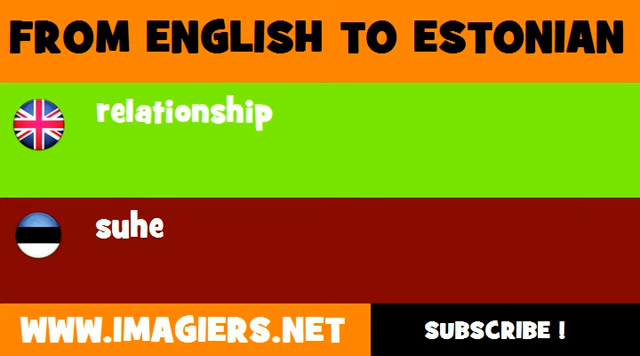 FROM ENGLISH TO ESTONIAN
relationship
suhe
WWW.IMAGIERS.NET
SUBSCRIBE !